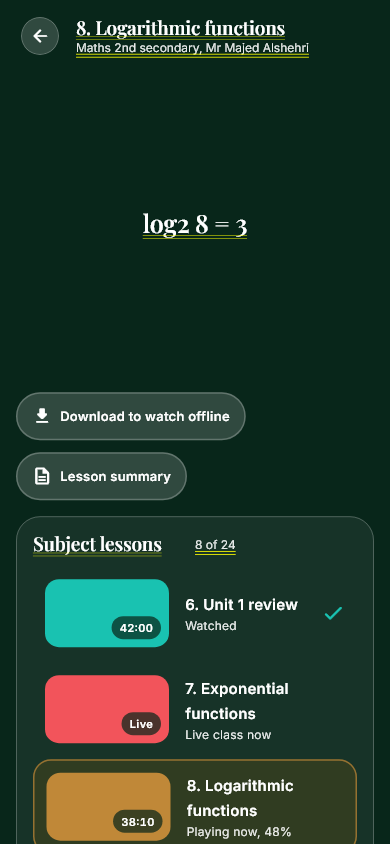 8. Logarithmic functions
Maths 2nd secondary, Mr Majed Alshehri
log2 8 = 3
Download to watch offline
Lesson summary
Subject lessons
8 of 24
42:00
6. Unit 1 review
Watched
Live
7. Exponential
functions
Live class now
38:10
8. Logarithmic
functions
Playing now, 48%